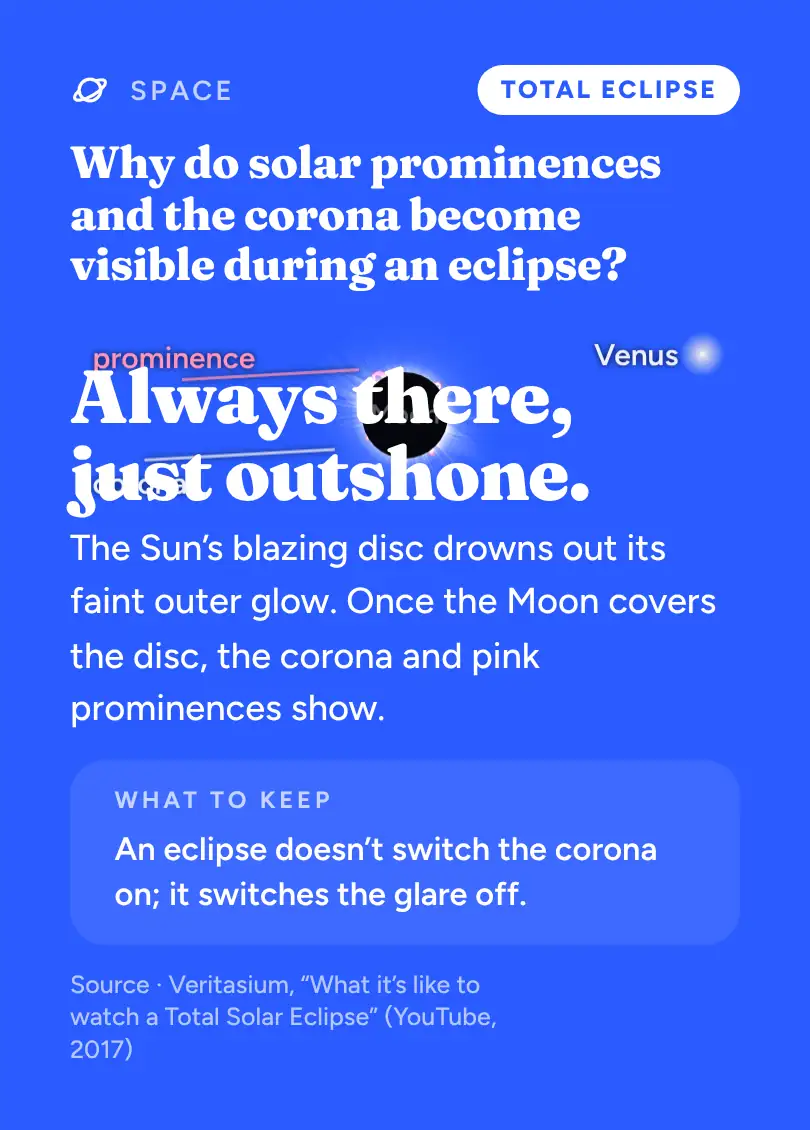 SPACE
TOTAL ECLIPSE
Why do solar prominences
and the corona become
visible during an eclipse?
prominence
Venus
Always there,
just outshone.
corona
The Sun’s blazing disc drowns out its
faint outer glow. Once the Moon covers
the disc, the corona and pink
prominences show.
WHAT TO KEEP
An eclipse doesn’t switch the corona
on; it switches the glare off.
Source · Veritasium, “What it’s like to
watch a Total Solar Eclipse” (YouTube,
2017)